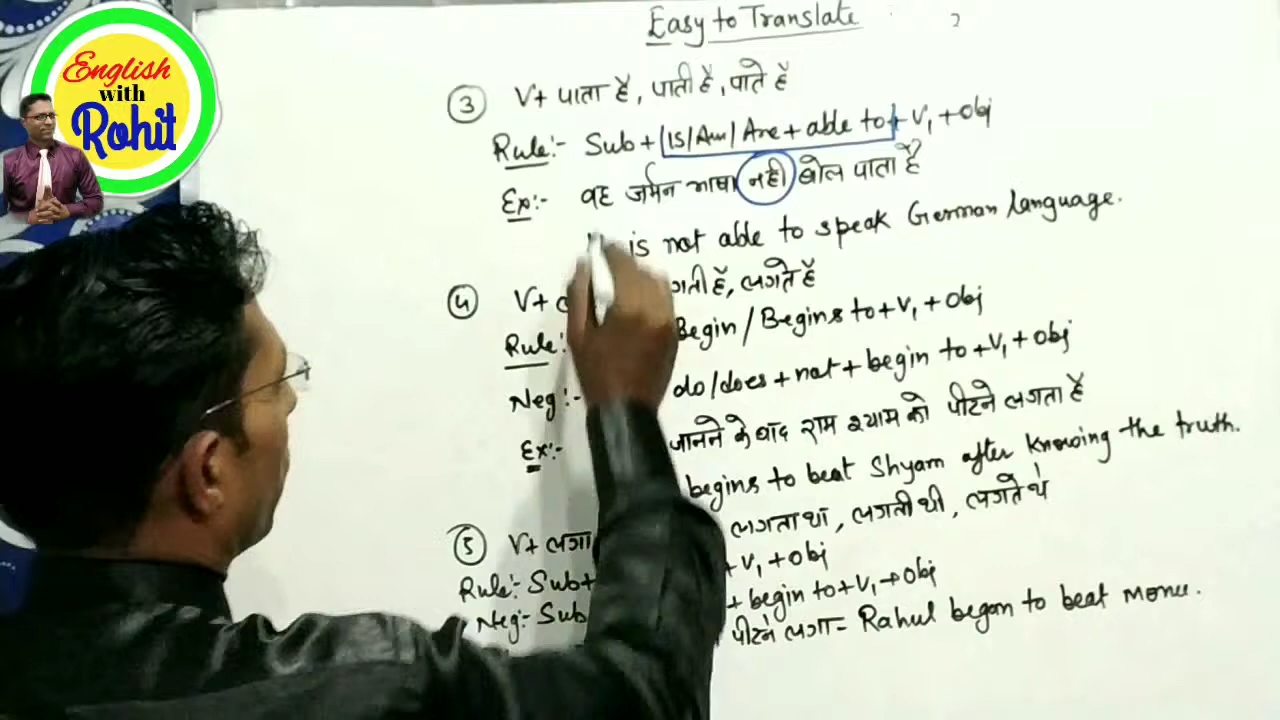 English
with
Rohit
Easy to Translate
③ V+ पाता है, पाती है, पाते है
Rule:- Sub + Is/Am/Are + able to + V₁ + Obj
Ex:- वह जर्मन भाषा नही बोल पाता है
is not able to speak German language.
④ V+ लगते है
Rule: Begin / Begins to + V₁ + Obj
Neg:- do/does + not + begin to + V₁ + Obj
Ex:- जानने के बाद राम श्याम को पीटने लगता है
begins to beat Shyam after knowing the truth.
⑤ V+ लगा लगता था, लगती थी, लगते थे
Rule:- Sub+ + V₁ + Obj
Neg:- Sub + begin to + V₁ + Obj
पीटने लगा = Rahul began to beat Monu.